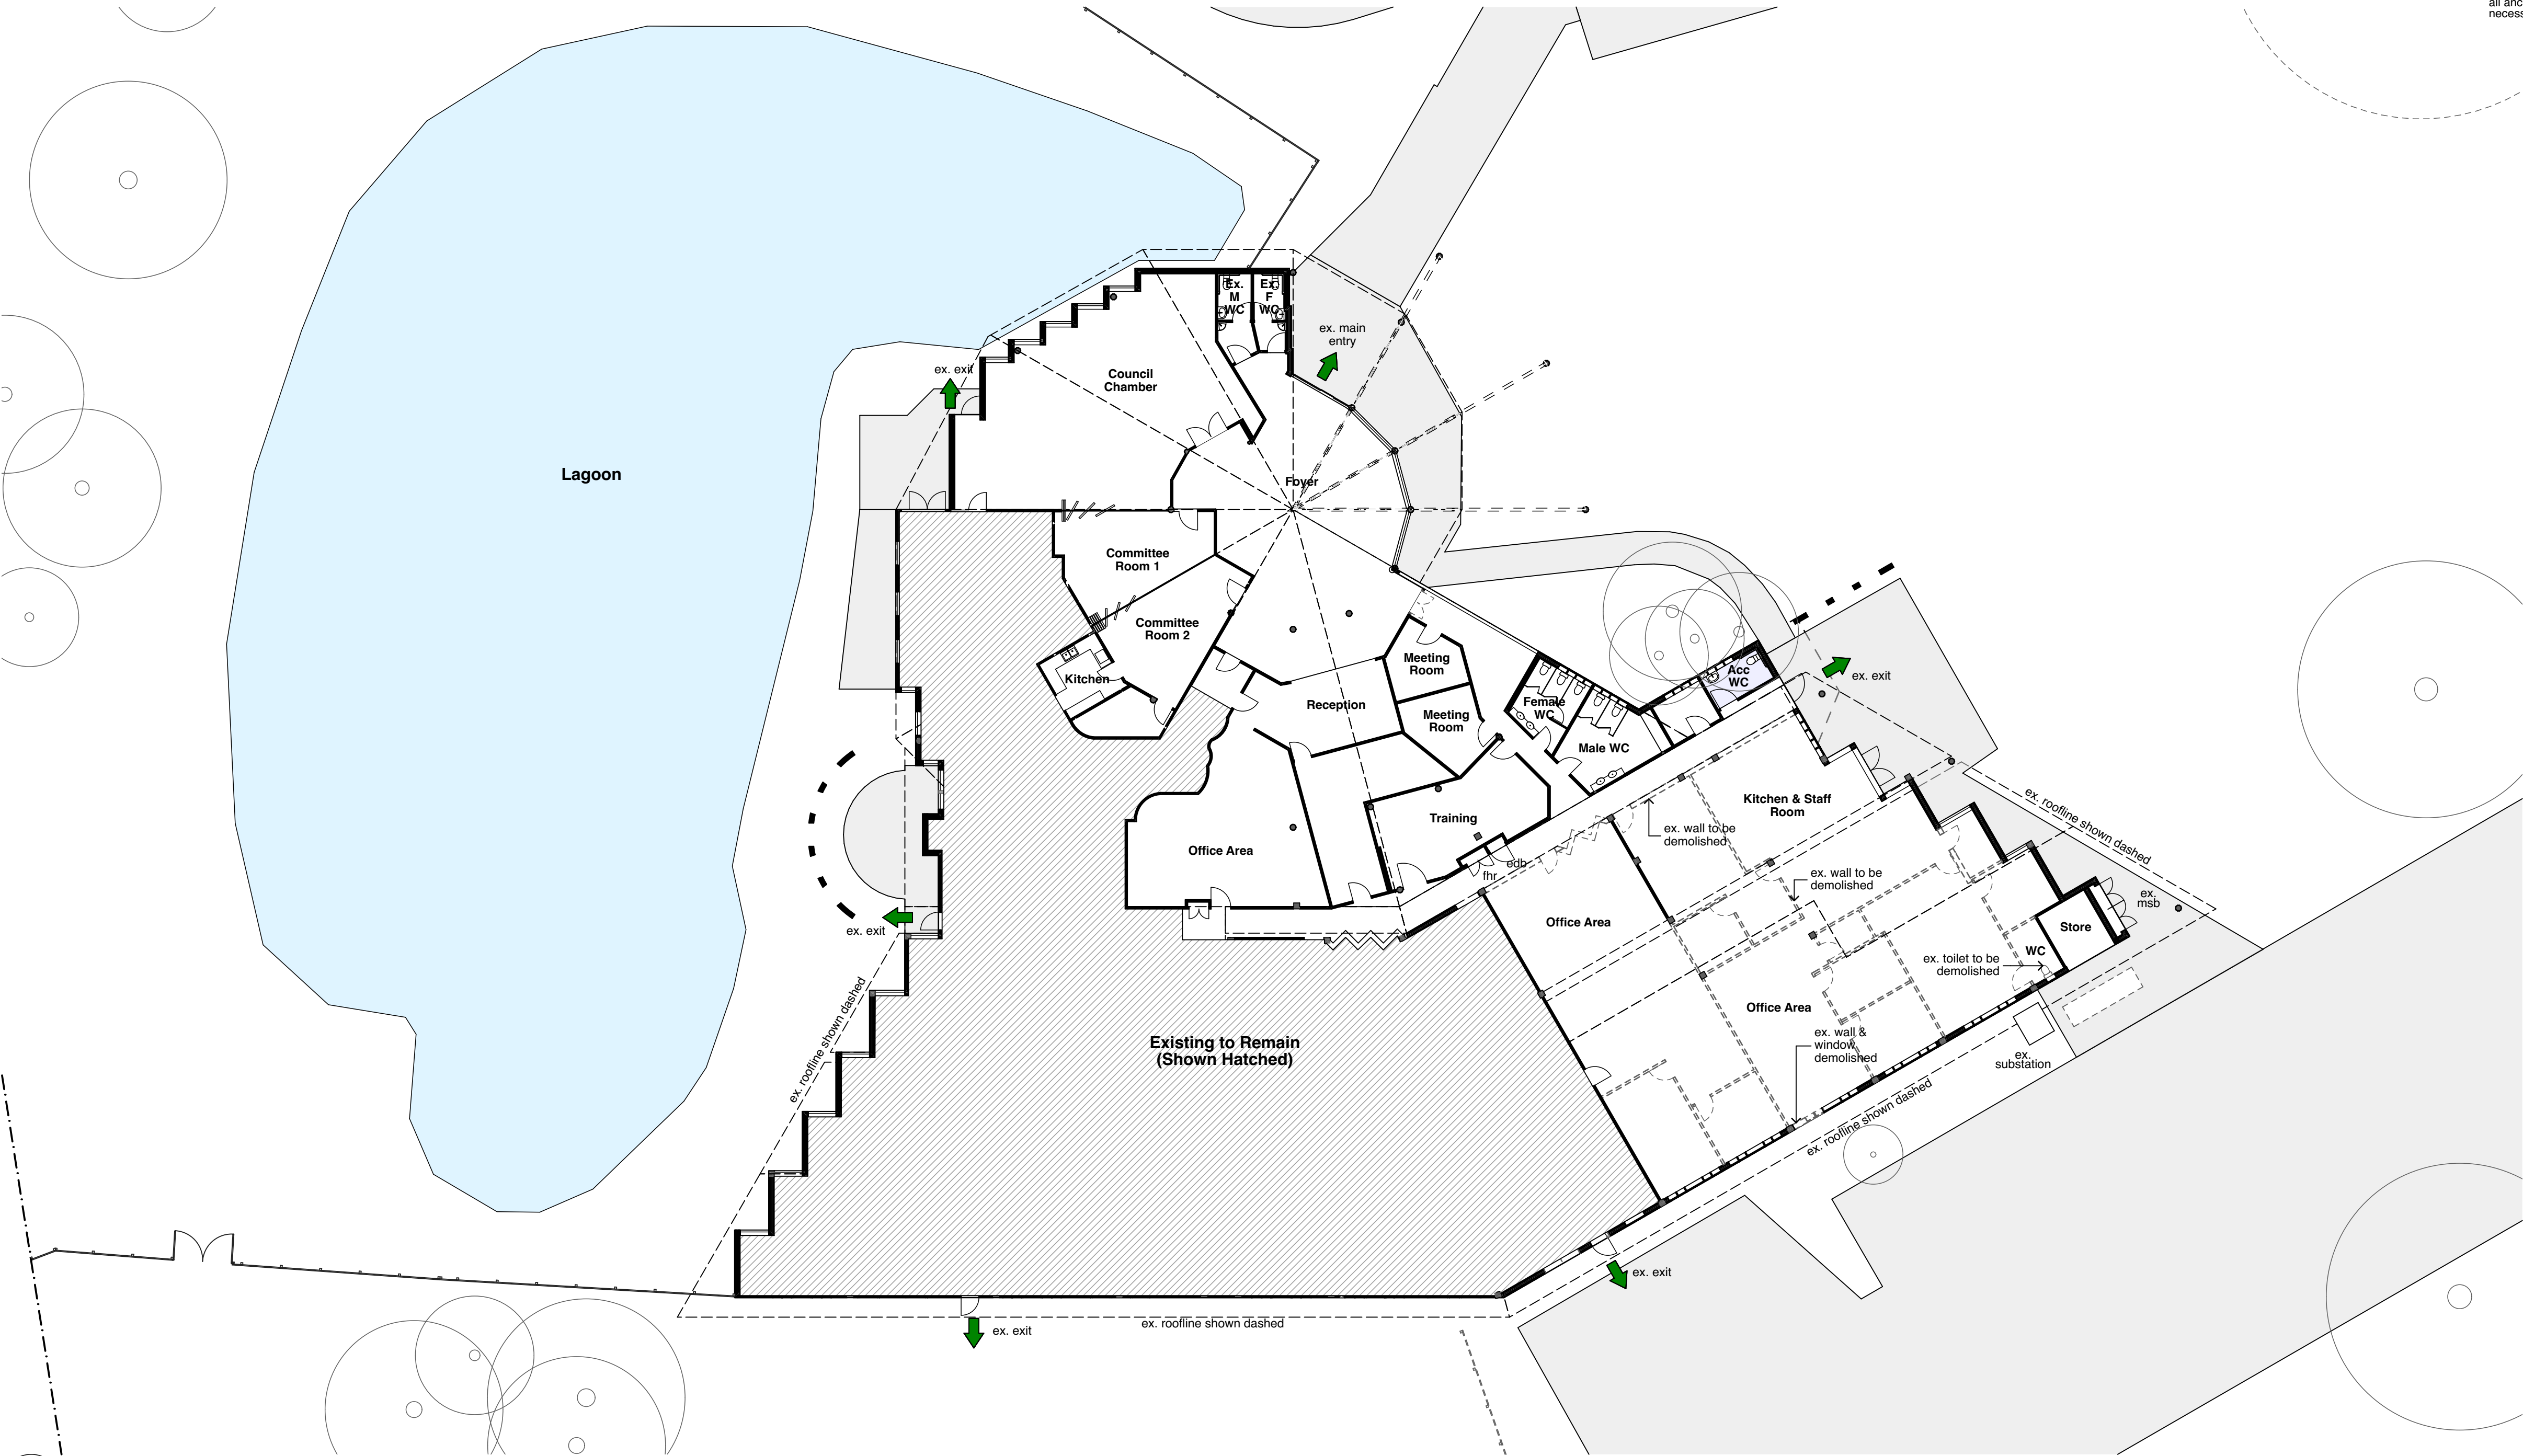 all anc
necess
Ex.
M
WC
Ex.
F
WC
ex. main
entry
ex. exit
Council
Chamber
Lagoon
Foyer
Committee
Room 1
Committee
Room 2
Kitchen
Meeting
Room
Acc
WC
ex. exit
Reception
Female
WC
Meeting
Room
Male WC
Kitchen & Staff
Room
ex. roofline shown dashed
Training
ex. wall to be
demolished
Office Area
edb
fhr
ex. wall to be
demolished
ex.
msb
Office Area
Store
ex. exit
WC
ex. toilet to be
demolished
Office Area
ex. roofline shown dashed
Existing to Remain
(Shown Hatched)
ex. wall &
window
demolished
ex.
substation
ex. roofline shown dashed
ex. exit
ex. roofline shown dashed
ex. exit